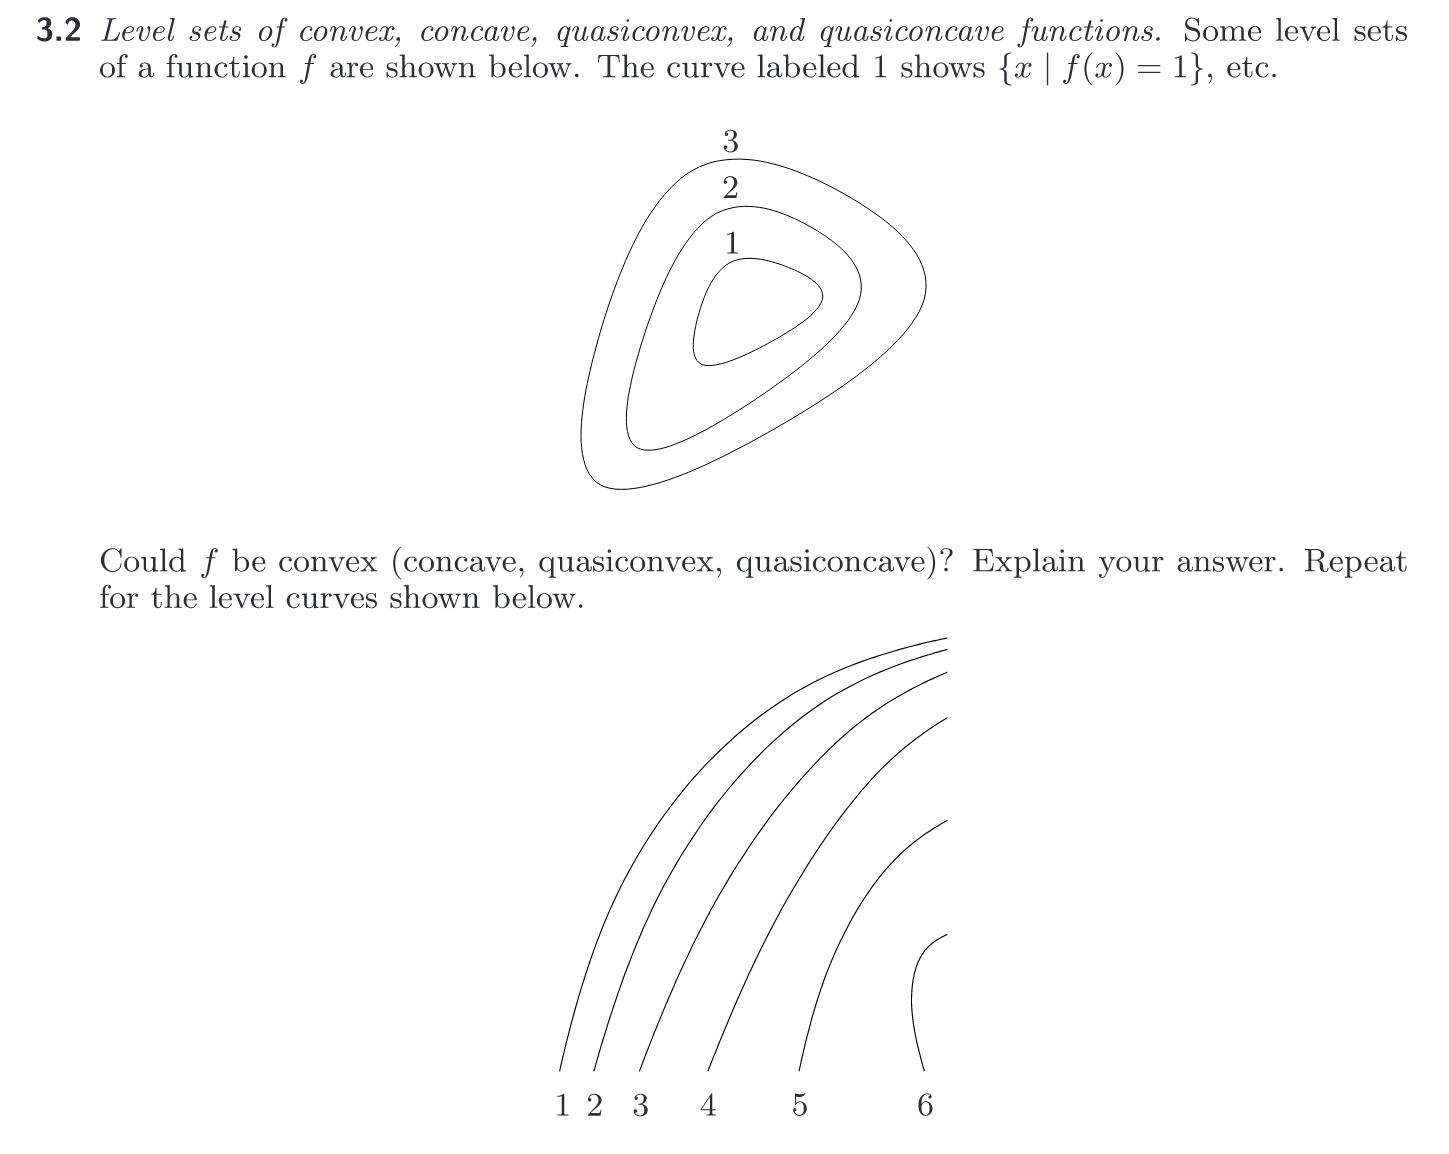 3.2 Level sets of convex, concave, quasiconvex, and quasiconcave functions. Some level sets
of a function f are shown below. The curve labeled 1 shows {x | f(x) = 1}, etc.
3
2
1
Could f be convex (concave, quasiconvex, quasiconcave)? Explain your answer. Repeat
for the level curves shown below.
1 2 3 4 5 6